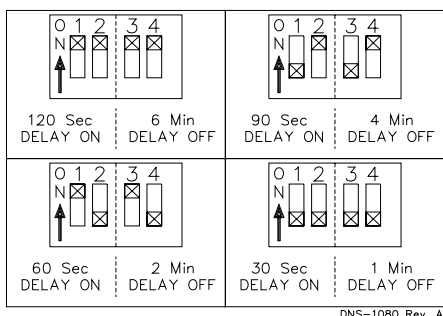 O 1 2 3 4
N
120 Sec DELAY ON
6 Min DELAY OFF
O 1 2 3 4
N
90 Sec DELAY ON
4 Min DELAY OFF
O 1 2 3 4
N
60 Sec DELAY ON
2 Min DELAY OFF
O 1 2 3 4
N
30 Sec DELAY ON
1 Min DELAY OFF
DNS-1080 Rev. A